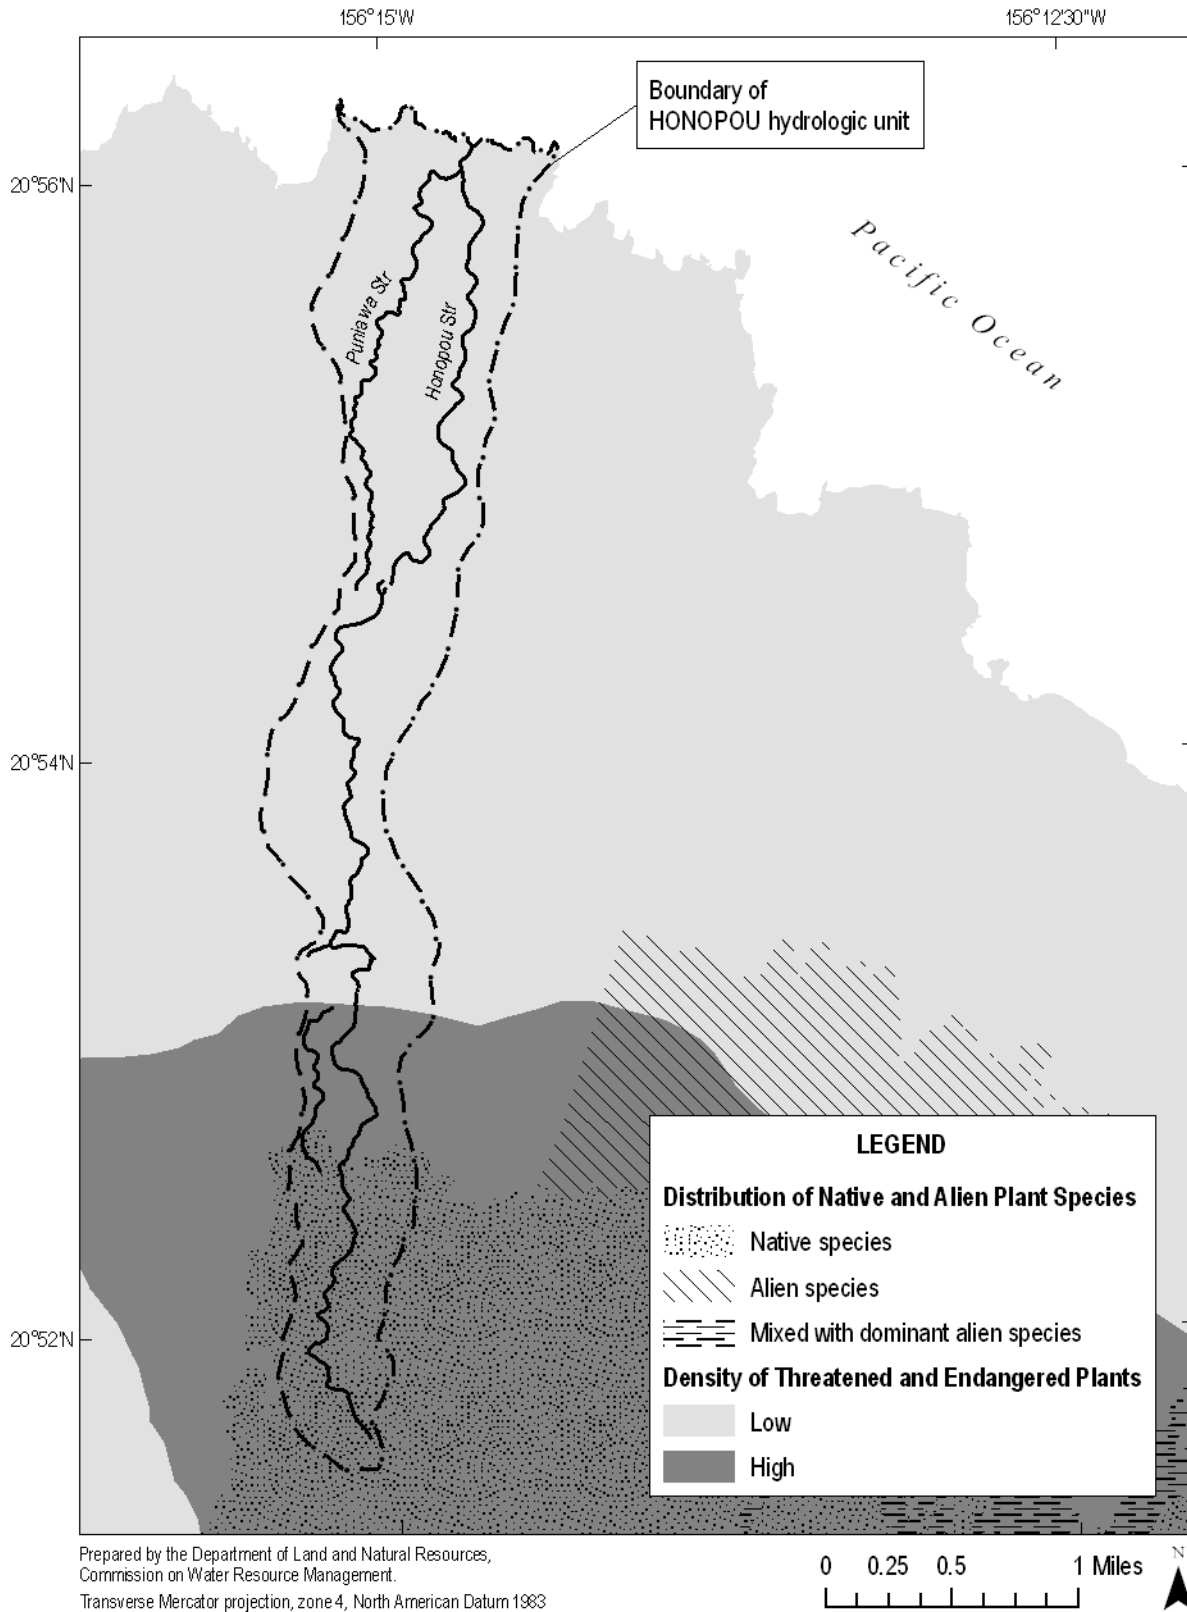 156°15'W
156°12'30"W
Boundary of
HONOPOU hydrologic unit
20°56'N
Pacific Ocean
Puniawa Str
Honopou Str
20°54'N
LEGEND
Distribution of Native and Alien Plant Species
Native species
Alien species
20°52'N
Mixed with dominant alien species
Density of Threatened and Endangered Plants
Low
High
Prepared by the Department of Land and Natural Resources,
Commission on Water Resource Management.
Transverse Mercator projection, zone 4, North American Datum 1983
0 0.25 0.5 1 Miles
N